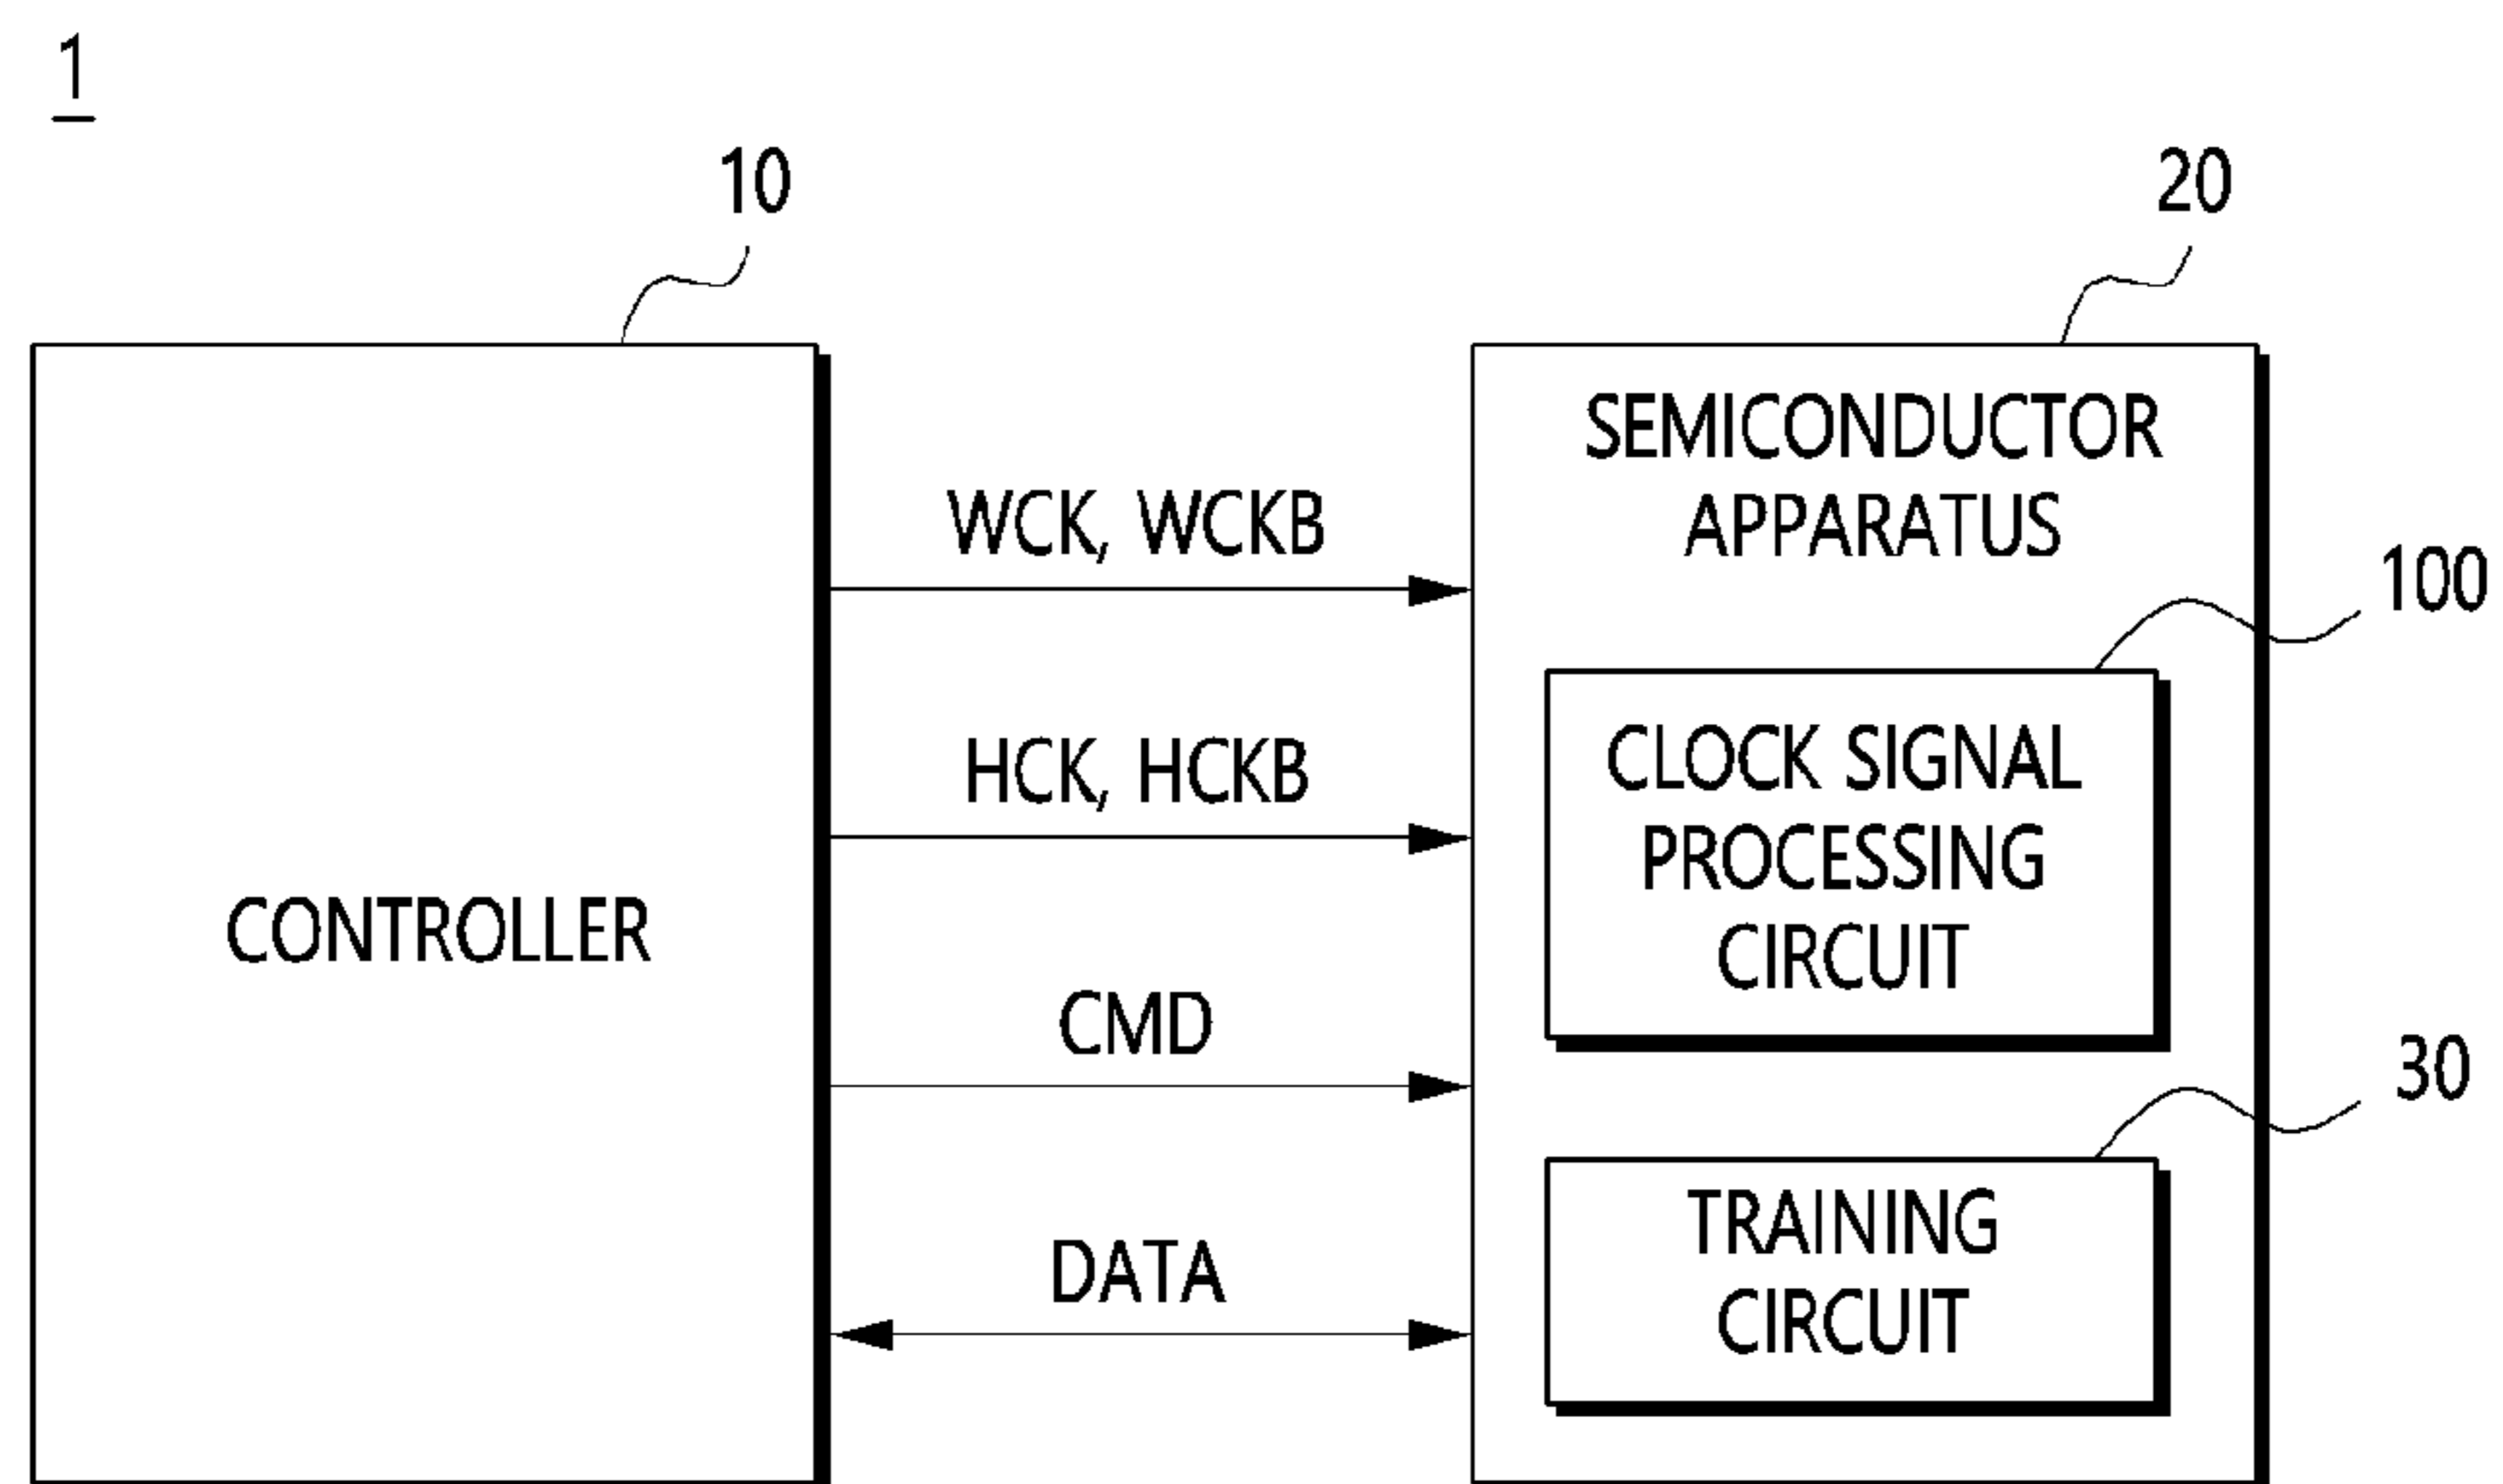 1
10
20
SEMICONDUCTOR
APPARATUS
WCK, WCKB
100
CLOCK SIGNAL
PROCESSING
CIRCUIT
HCK, HCKB
CONTROLLER
CMD
30
TRAINING
CIRCUIT
DATA